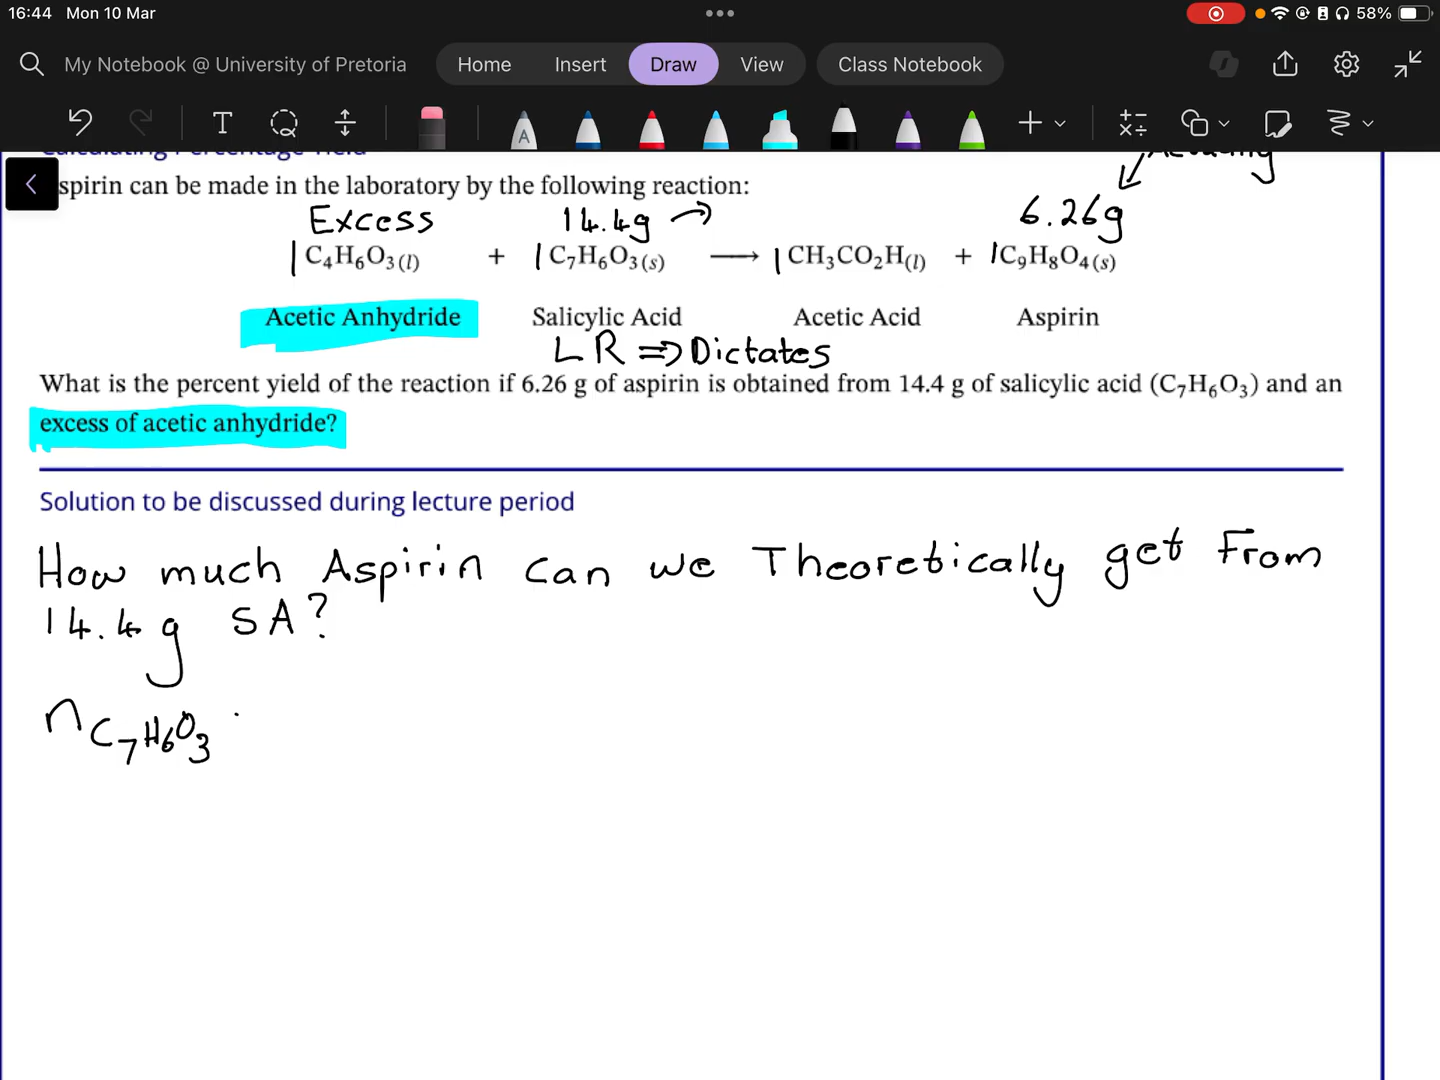 16:44 Mon 10 Mar 58%
My Notebook @ University of Pretoria Home Insert Draw View Class Notebook
T A
Calculating Percentage Yield
spirin can be made in the laboratory by the following reaction:
Excess 14.4g → 6.26g
1 C₄H₆O₃(l) + 1 C₇H₆O₃(s) ⟶ 1 CH₃CO₂H(l) + 1 C₉H₈O₄(s)
Acetic Anhydride Salicylic Acid Acetic Acid Aspirin
LR ⇒ Dictates
What is the percent yield of the reaction if 6.26 g of aspirin is obtained from 14.4 g of salicylic acid (C₇H₆O₃) and an
excess of acetic anhydride?
Solution to be discussed during lecture period
How much Aspirin can we Theoretically get From
14.4g SA?
nC₇H₆O₃